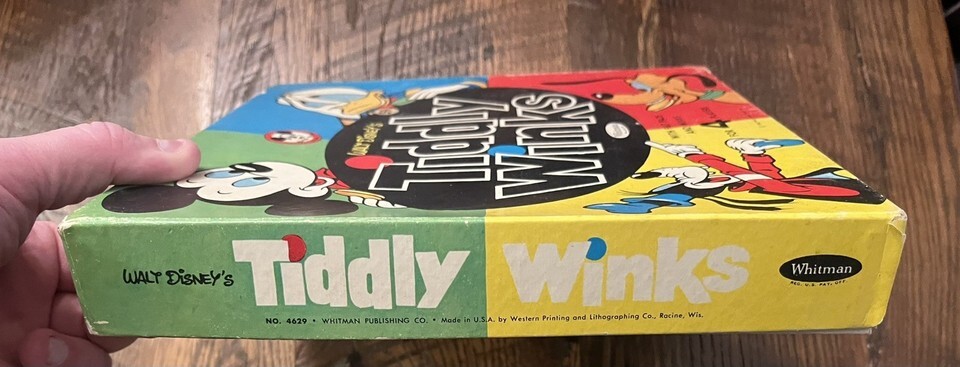 WALT DISNEY'S
Tiddly
Winks
Whitman
WALT DISNEY'S Tiddly Winks
Whitman
REG. U.S. PAT. OFF.
NO. 4629 • WHITMAN PUBLISHING CO. • Made in U.S.A. by Western Printing and Lithographing Co., Racine, Wis.